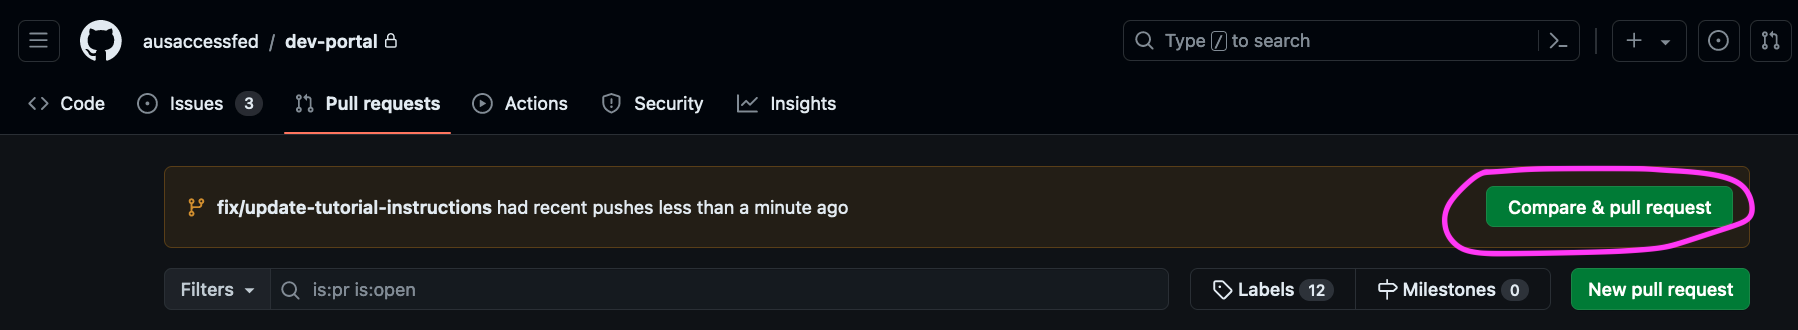 ausaccessfed / dev-portal
Type / to search
Code Issues 3 Pull requests Actions Security Insights
fix/update-tutorial-instructions had recent pushes less than a minute ago
Compare & pull request
Filters
is:pr is:open
Labels 12
Milestones 0
New pull request